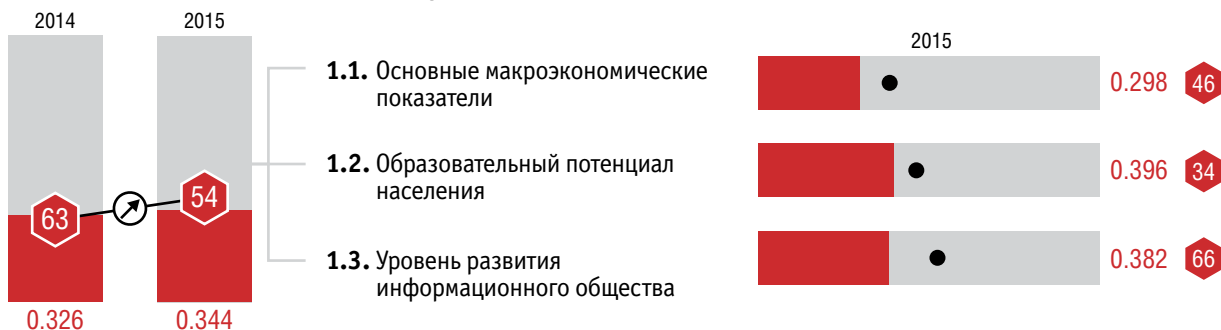 2014 2015
63
54
0.326 0.344
1.1. Основные макроэкономические
показатели
1.2. Образовательный потенциал
населения
1.3. Уровень развития
информационного общества
2015
0.298 46
0.396 34
0.382 66